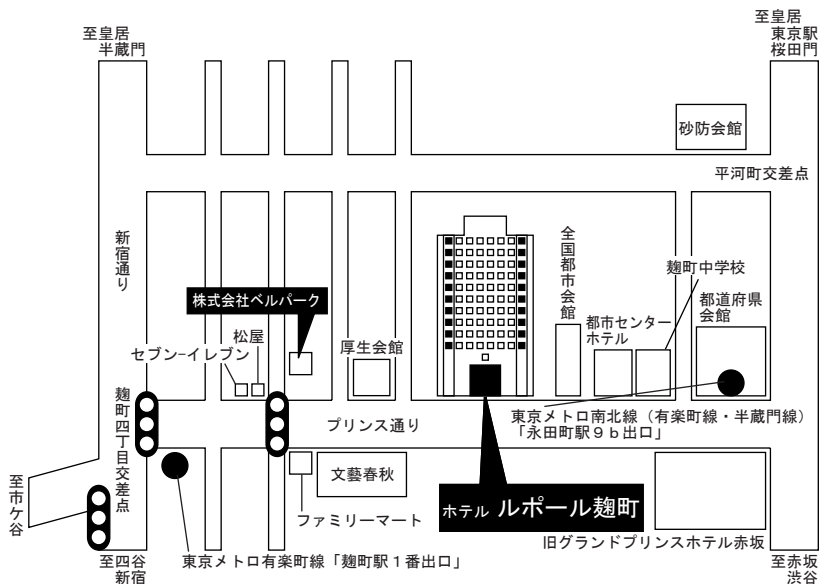 至皇居
半蔵門
至皇居
東京駅
桜田門
砂防会館
平河町交差点
新宿通り
全国都市会館
麹町中学校
株式会社ベルパーク
都道府県
会館
都市センター
ホテル
松屋
セブン-イレブン
厚生会館
麹町四丁目交差点
プリンス通り
東京メトロ南北線（有楽町線・半蔵門線）
「永田町駅９ｂ出口」
至市ケ谷
文藝春秋
ホテル ルポール麹町
ファミリーマート
旧グランドプリンスホテル赤坂
至四谷
新宿
東京メトロ有楽町線「麹町駅１番出口」
至赤坂
渋谷